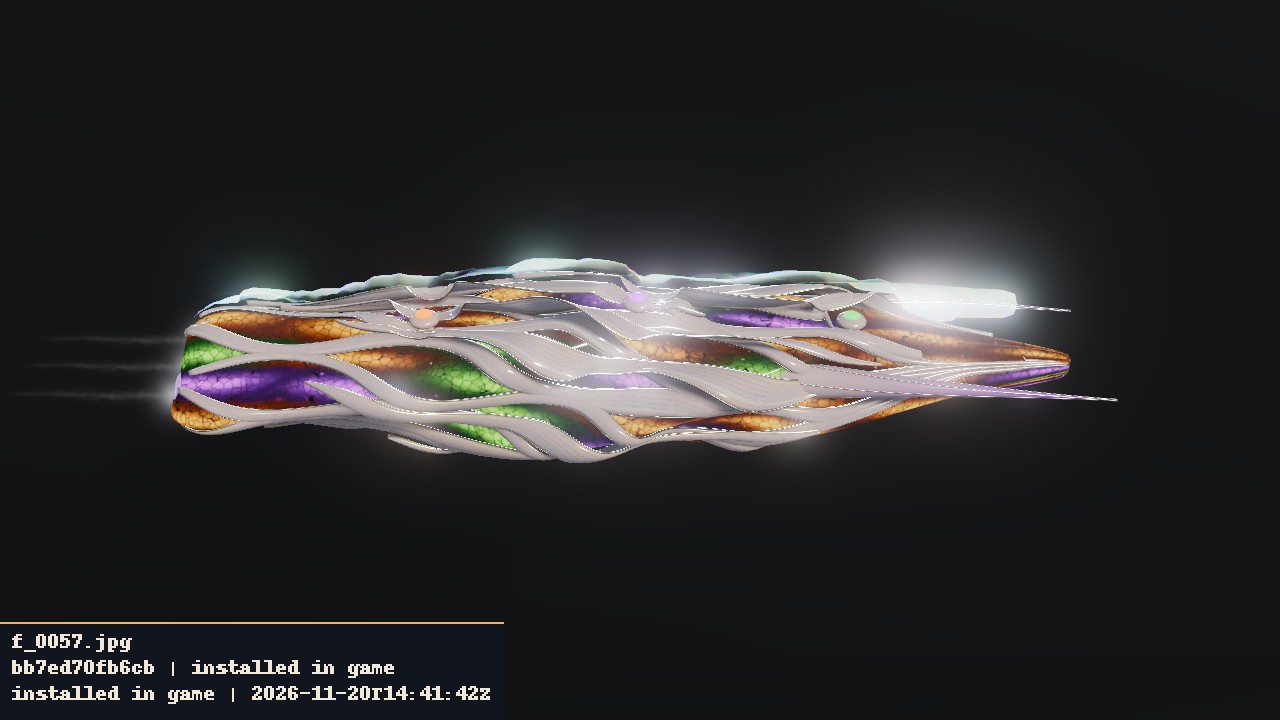 f_0057.jpg
bb7ed70fb6cb | installed in game
installed in game | 2026-11-20T14:41:42z